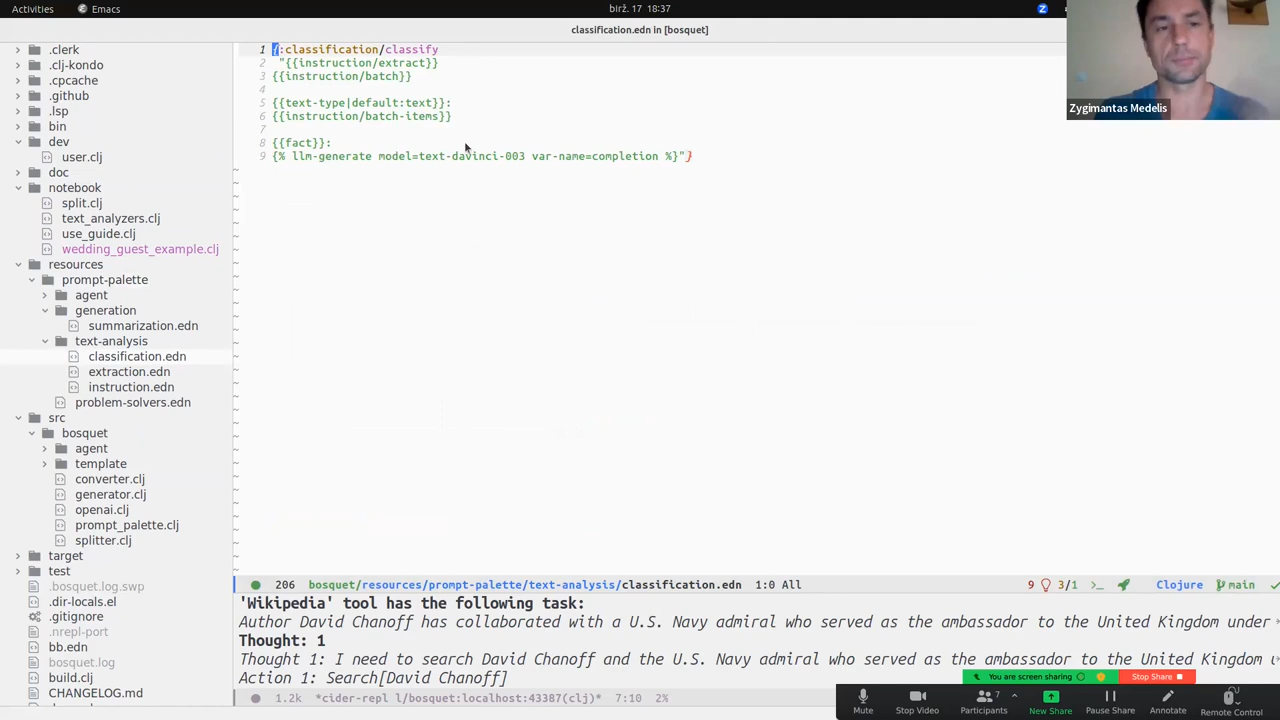 Activities
Emacs
birž. 17 18:37
classification.edn in [bosquet]
Zygimantas Medelis
.clerk
.clj-kondo
.cpcache
.github
.lsp
bin
dev
user.clj
doc
notebook
split.clj
text_analyzers.clj
use_guide.clj
wedding_guest_example.clj
resources
prompt-palette
agent
generation
summarization.edn
text-analysis
classification.edn
extraction.edn
instruction.edn
problem-solvers.edn
src
bosquet
agent
template
converter.clj
generator.clj
openai.clj
prompt_palette.clj
splitter.clj
target
test
.bosquet.log.swp
.dir-locals.el
.gitignore
.nrepl-port
bb.edn
bosquet.log
build.clj
CHANGELOG.md
1 {:classification/classify
2 "{{instruction/extract}}
3 {{instruction/batch}}
4
5 {{text-type|default:text}}:
6 {{instruction/batch-items}}
7
8 {{fact}}:
9 {% llm-generate model=text-davinci-003 var-name=completion %}"}
206 bosquet/resources/prompt-palette/text-analysis/classification.edn 1:0 All 9 3/1 >_ Clojure main
'Wikipedia' tool has the following task:
Author David Chanoff has collaborated with a U.S. Navy admiral who served as the ambassador to the United Kingdom under
Thought: 1
Thought 1: I need to search David Chanoff and the U.S. Navy admiral who served as the ambassador to the United Kingdom u
Action 1: Search[David Chanoff]
1.2k *cider-repl l/bosquet:localhost:43387(clj)* 7:10 2%
You are screen sharing
Stop Share
Mute
Stop Video
Participants
7
New Share
Pause Share
Annotate
Remote Control